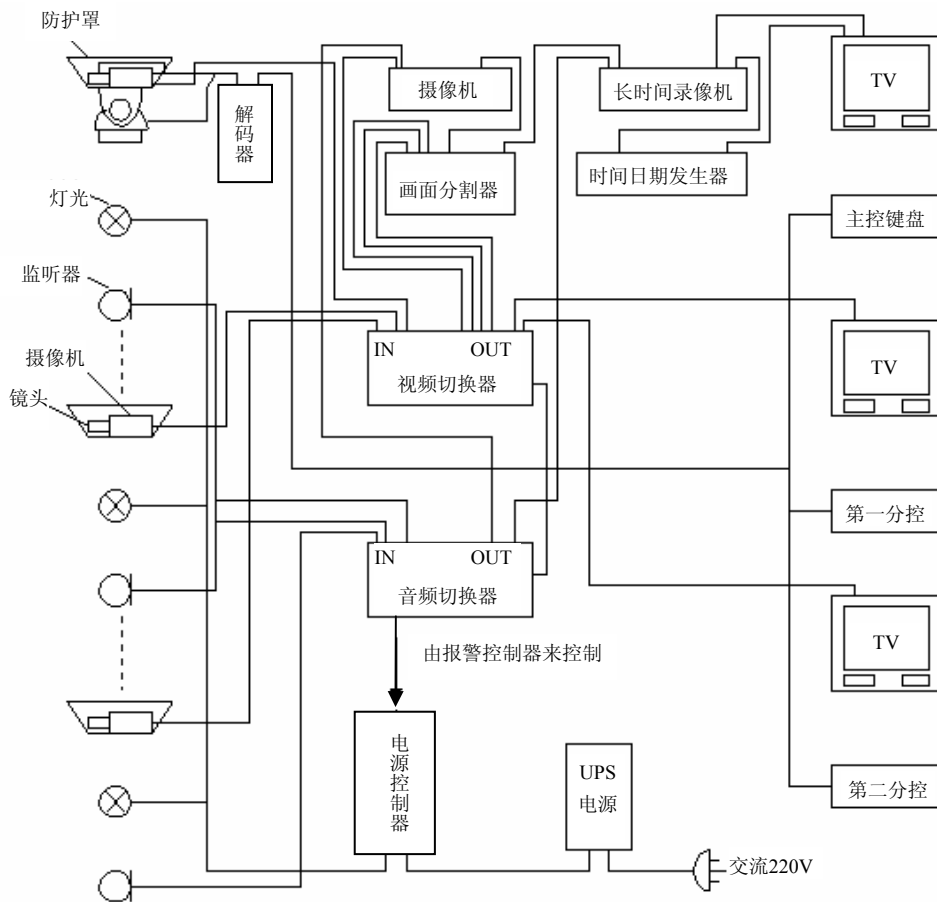 防护罩
解码器
摄像机
长时间录像机
TV
画面分割器
时间日期发生器
灯光
主控键盘
监听器
IN
OUT
视频切换器
TV
摄像机
镜头
第一分控
IN
OUT
音频切换器
TV
由报警控制器来控制
电源控制器
UPS
电源
第二分控
交流220V